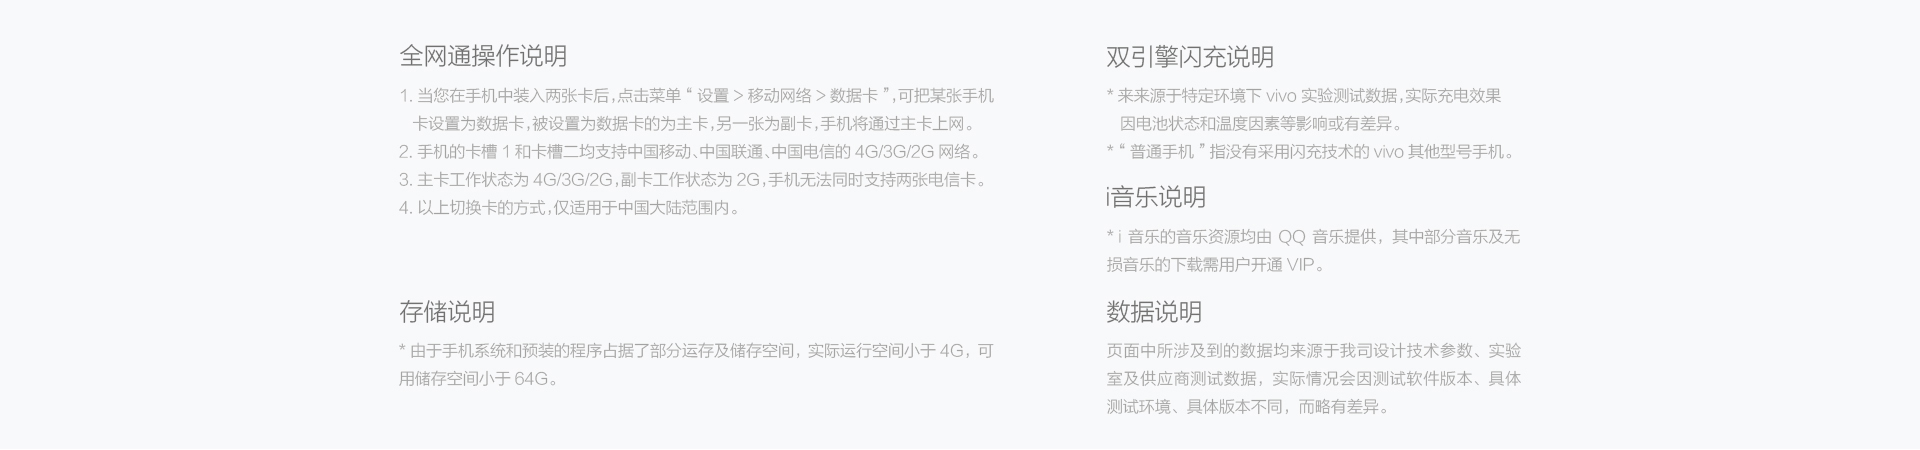 全网通操作说明
1. 当您在手机中装入两张卡后,点击菜单 “ 设置 > 移动网络 > 数据卡 ”,可把某张手机
卡设置为数据卡,被设置为数据卡的为主卡,另一张为副卡,手机将通过主卡上网。
2. 手机的卡槽 1 和卡槽二均支持中国移动、中国联通、中国电信的 4G/3G/2G 网络。
3. 主卡工作状态为 4G/3G/2G,副卡工作状态为 2G,手机无法同时支持两张电信卡。
4. 以上切换卡的方式,仅适用于中国大陆范围内。
存储说明
* 由于手机系统和预装的程序占据了部分运存及储存空间, 实际运行空间小于 4G, 可
用储存空间小于 64G。
双引擎闪充说明
* 来来源于特定环境下 vivo 实验测试数据,实际充电效果
因电池状态和温度因素等影响或有差异。
* “ 普通手机 ” 指没有采用闪充技术的 vivo 其他型号手机。
i音乐说明
* i 音乐的音乐资源均由 QQ 音乐提供, 其中部分音乐及无
损音乐的下载需用户开通 VIP。
数据说明
页面中所涉及到的数据均来源于我司设计技术参数、实验
室及供应商测试数据, 实际情况会因测试软件版本、具体
测试环境、具体版本不同, 而略有差异。